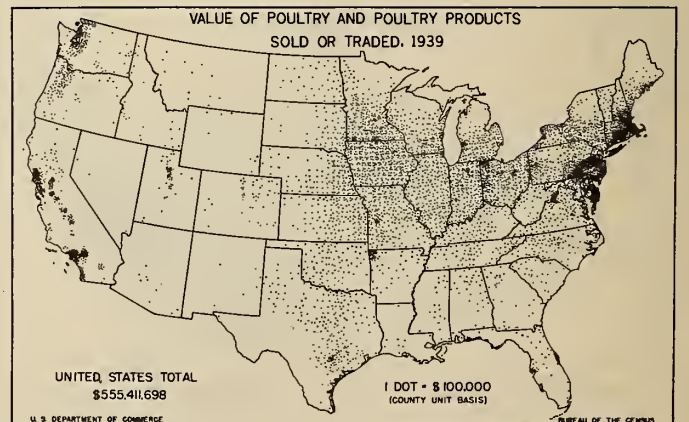 VALUE OF POULTRY AND POULTRY PRODUCTS
SOLD OR TRADED, 1939
UNITED, STATES TOTAL
$555,411,698
1 DOT = $100,000
(COUNTY UNIT BASIS)
U. S. DEPARTMENT OF COMMERCE
BUREAU OF THE CENSUS